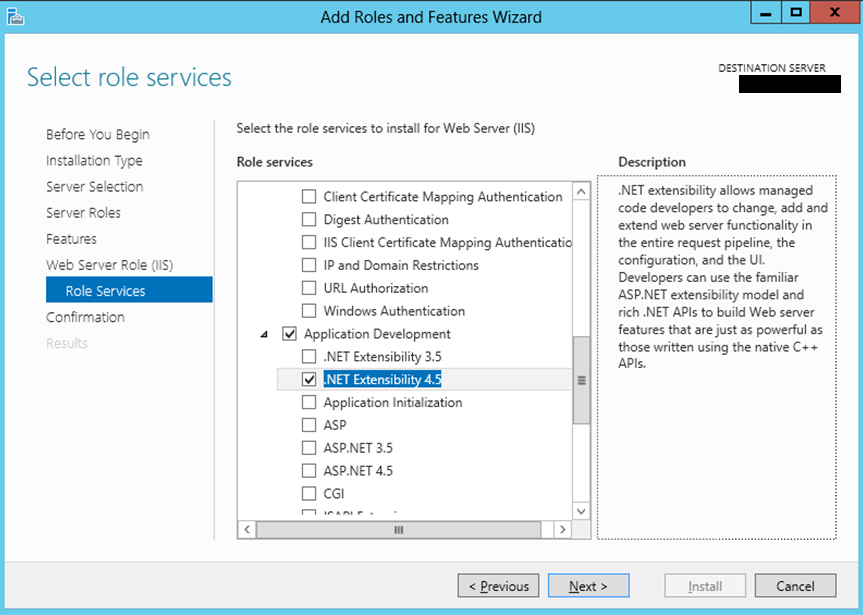 Add Roles and Features Wizard
Select role services
DESTINATION SERVER
Before You Begin
Installation Type
Server Selection
Server Roles
Features
Web Server Role (IIS)
Role Services
Confirmation
Results
Select the role services to install for Web Server (IIS)
Role services
Client Certificate Mapping Authentication
Digest Authentication
IIS Client Certificate Mapping Authenticatio
IP and Domain Restrictions
URL Authorization
Windows Authentication
Application Development
.NET Extensibility 3.5
.NET Extensibility 4.5
Application Initialization
ASP
ASP.NET 3.5
ASP.NET 4.5
CGI
Description
.NET extensibility allows managed
code developers to change, add and
extend web server functionality in
the entire request pipeline, the
configuration, and the UI.
Developers can use the familiar
ASP.NET extensibility model and
rich .NET APIs to build Web server
features that are just as powerful as
those written using the native C++
APIs.
< Previous
Next >
Install
Cancel